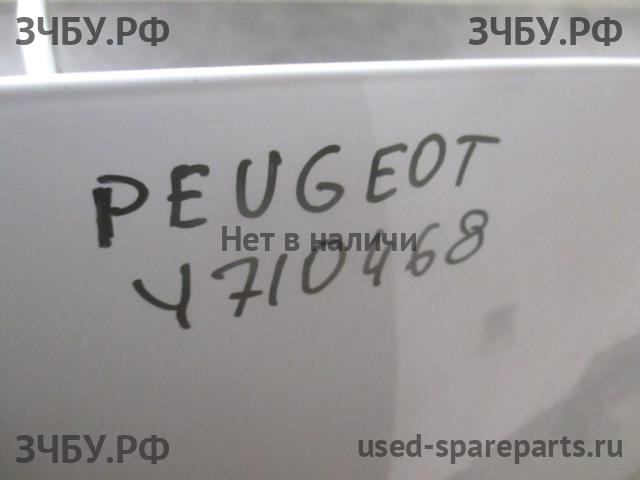 ЗЧБУ.РФ ЗЧБУ.РФ
PEUGEOT
Нет в наличи
4710468
ЗЧБУ.РФ used-spareparts.ru